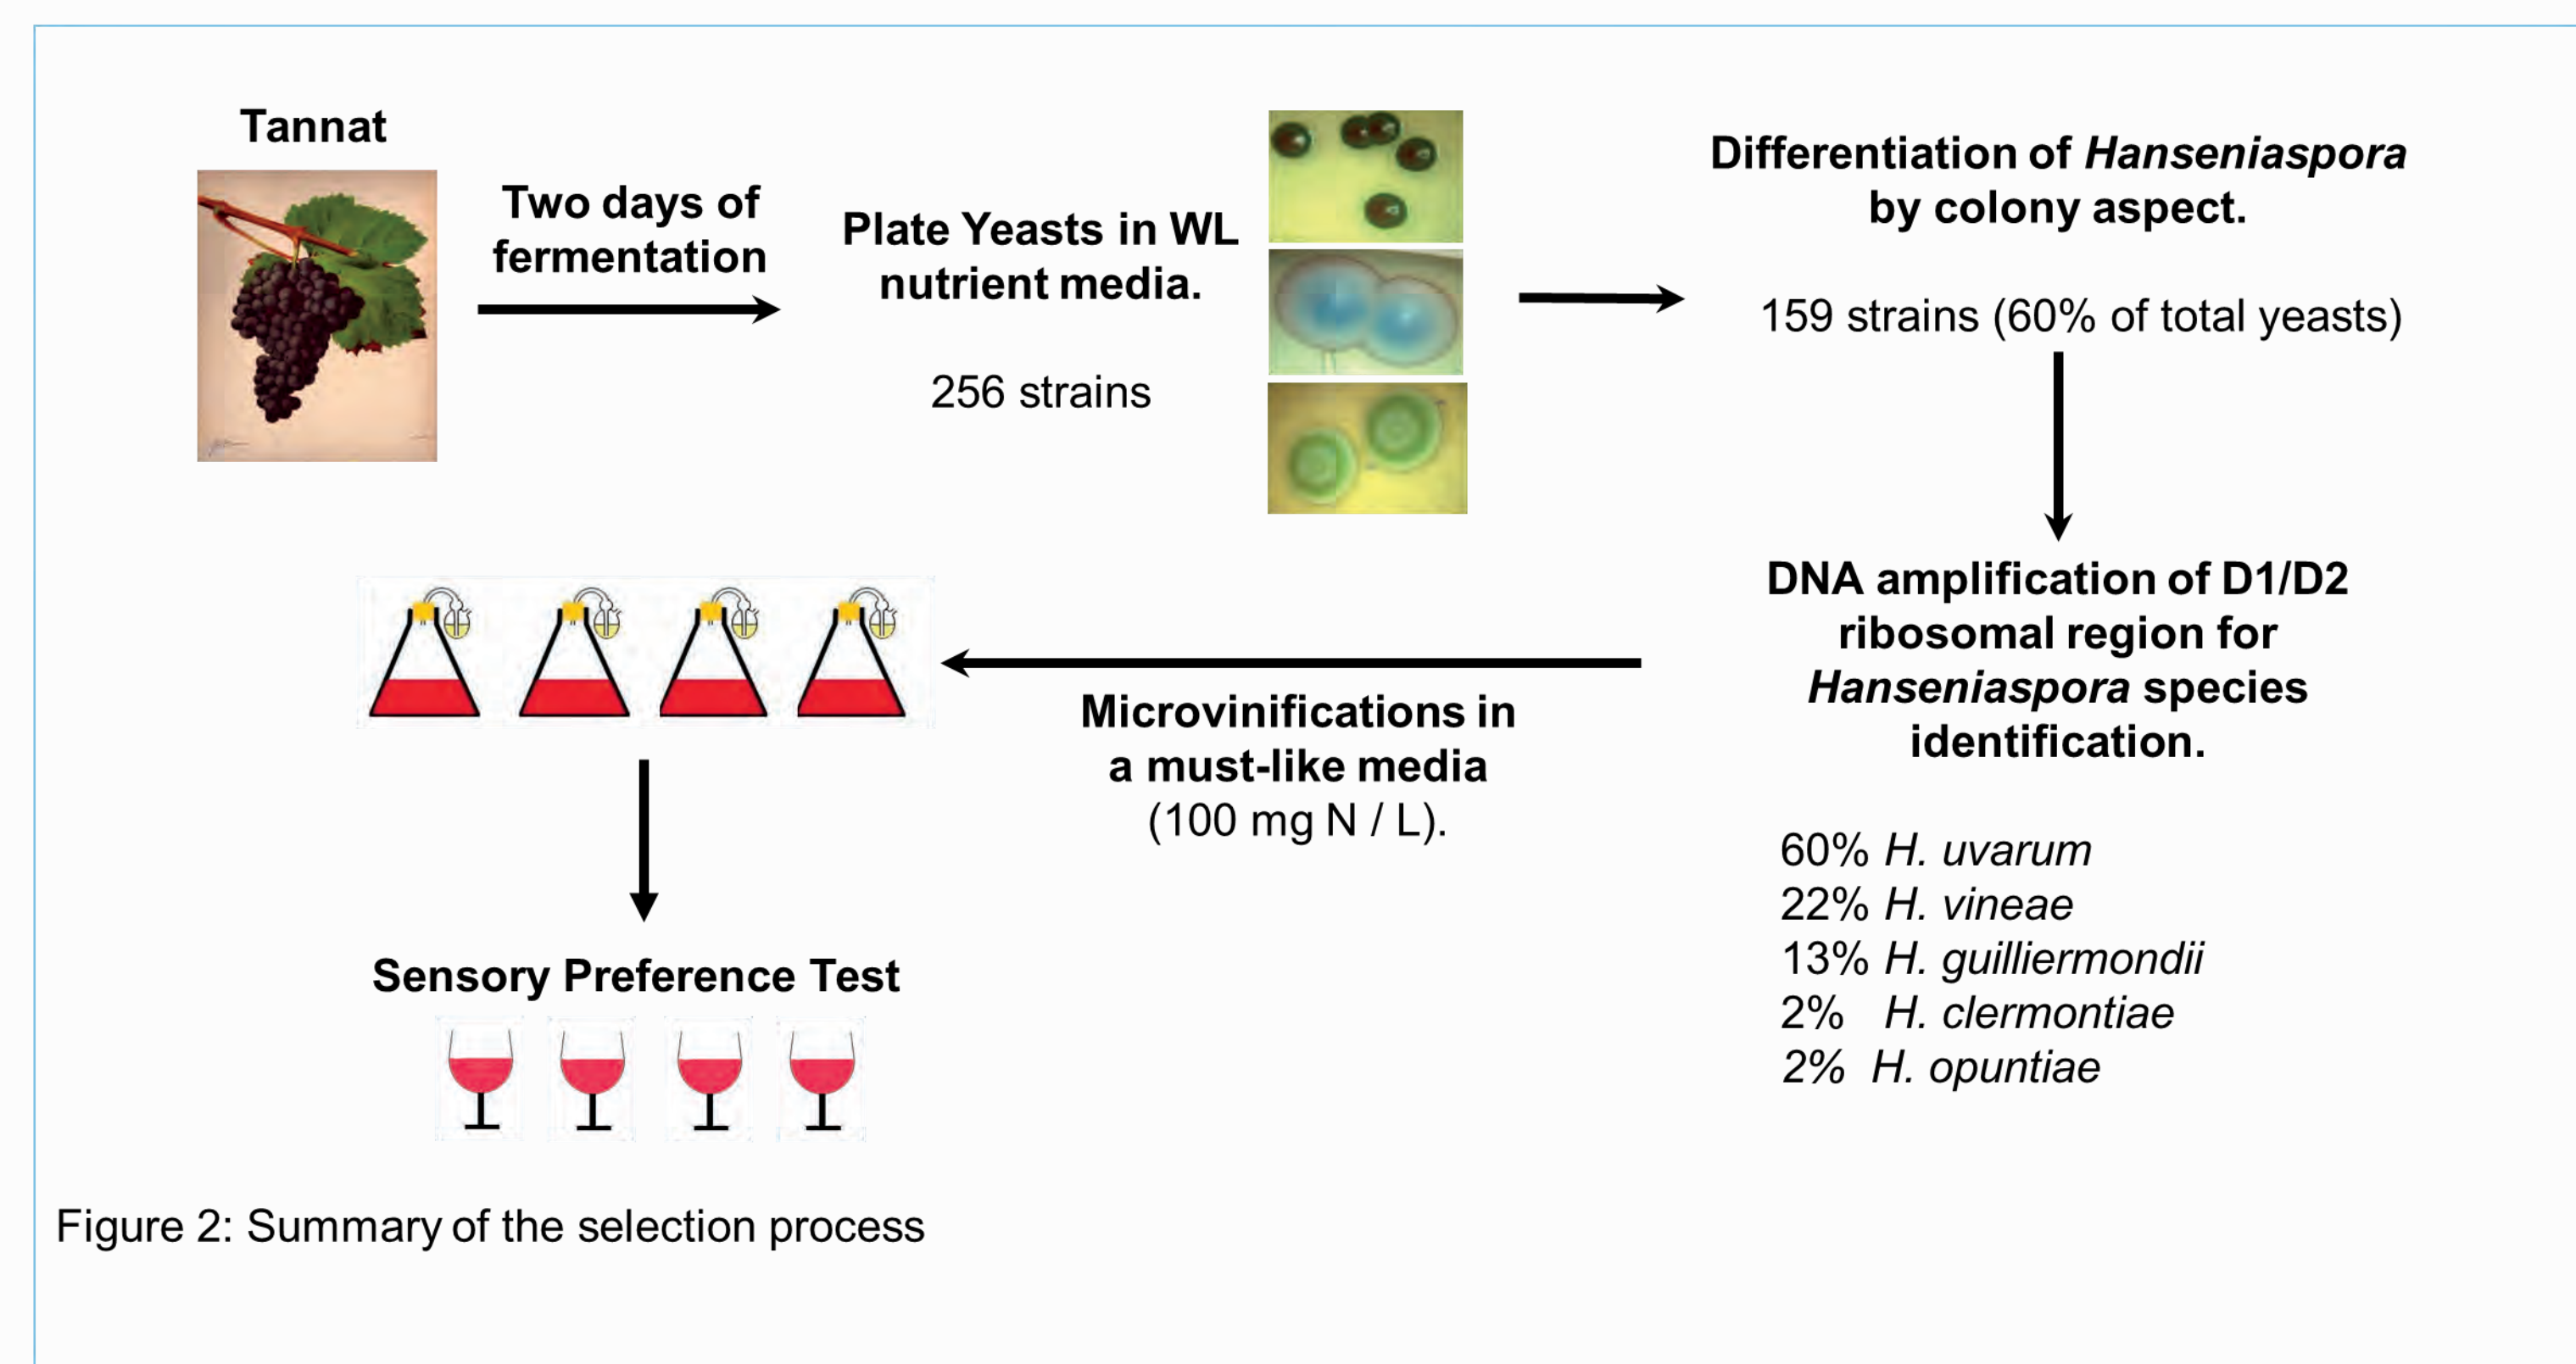 Tannat
Two days of
fermentation
Plate Yeasts in WL
nutrient media.
256 strains
Differentiation of Hanseniaspora
by colony aspect.
159 strains (60% of total yeasts)
DNA amplification of D1/D2
ribosomal region for
Hanseniaspora species
identification.
60% H. uvarum
22% H. vineae
13% H. guilliermondii
2% H. clermontiae
2% H. opuntiae
Microvinifications in
a must-like media
(100 mg N / L).
Sensory Preference Test
Figure 2: Summary of the selection process